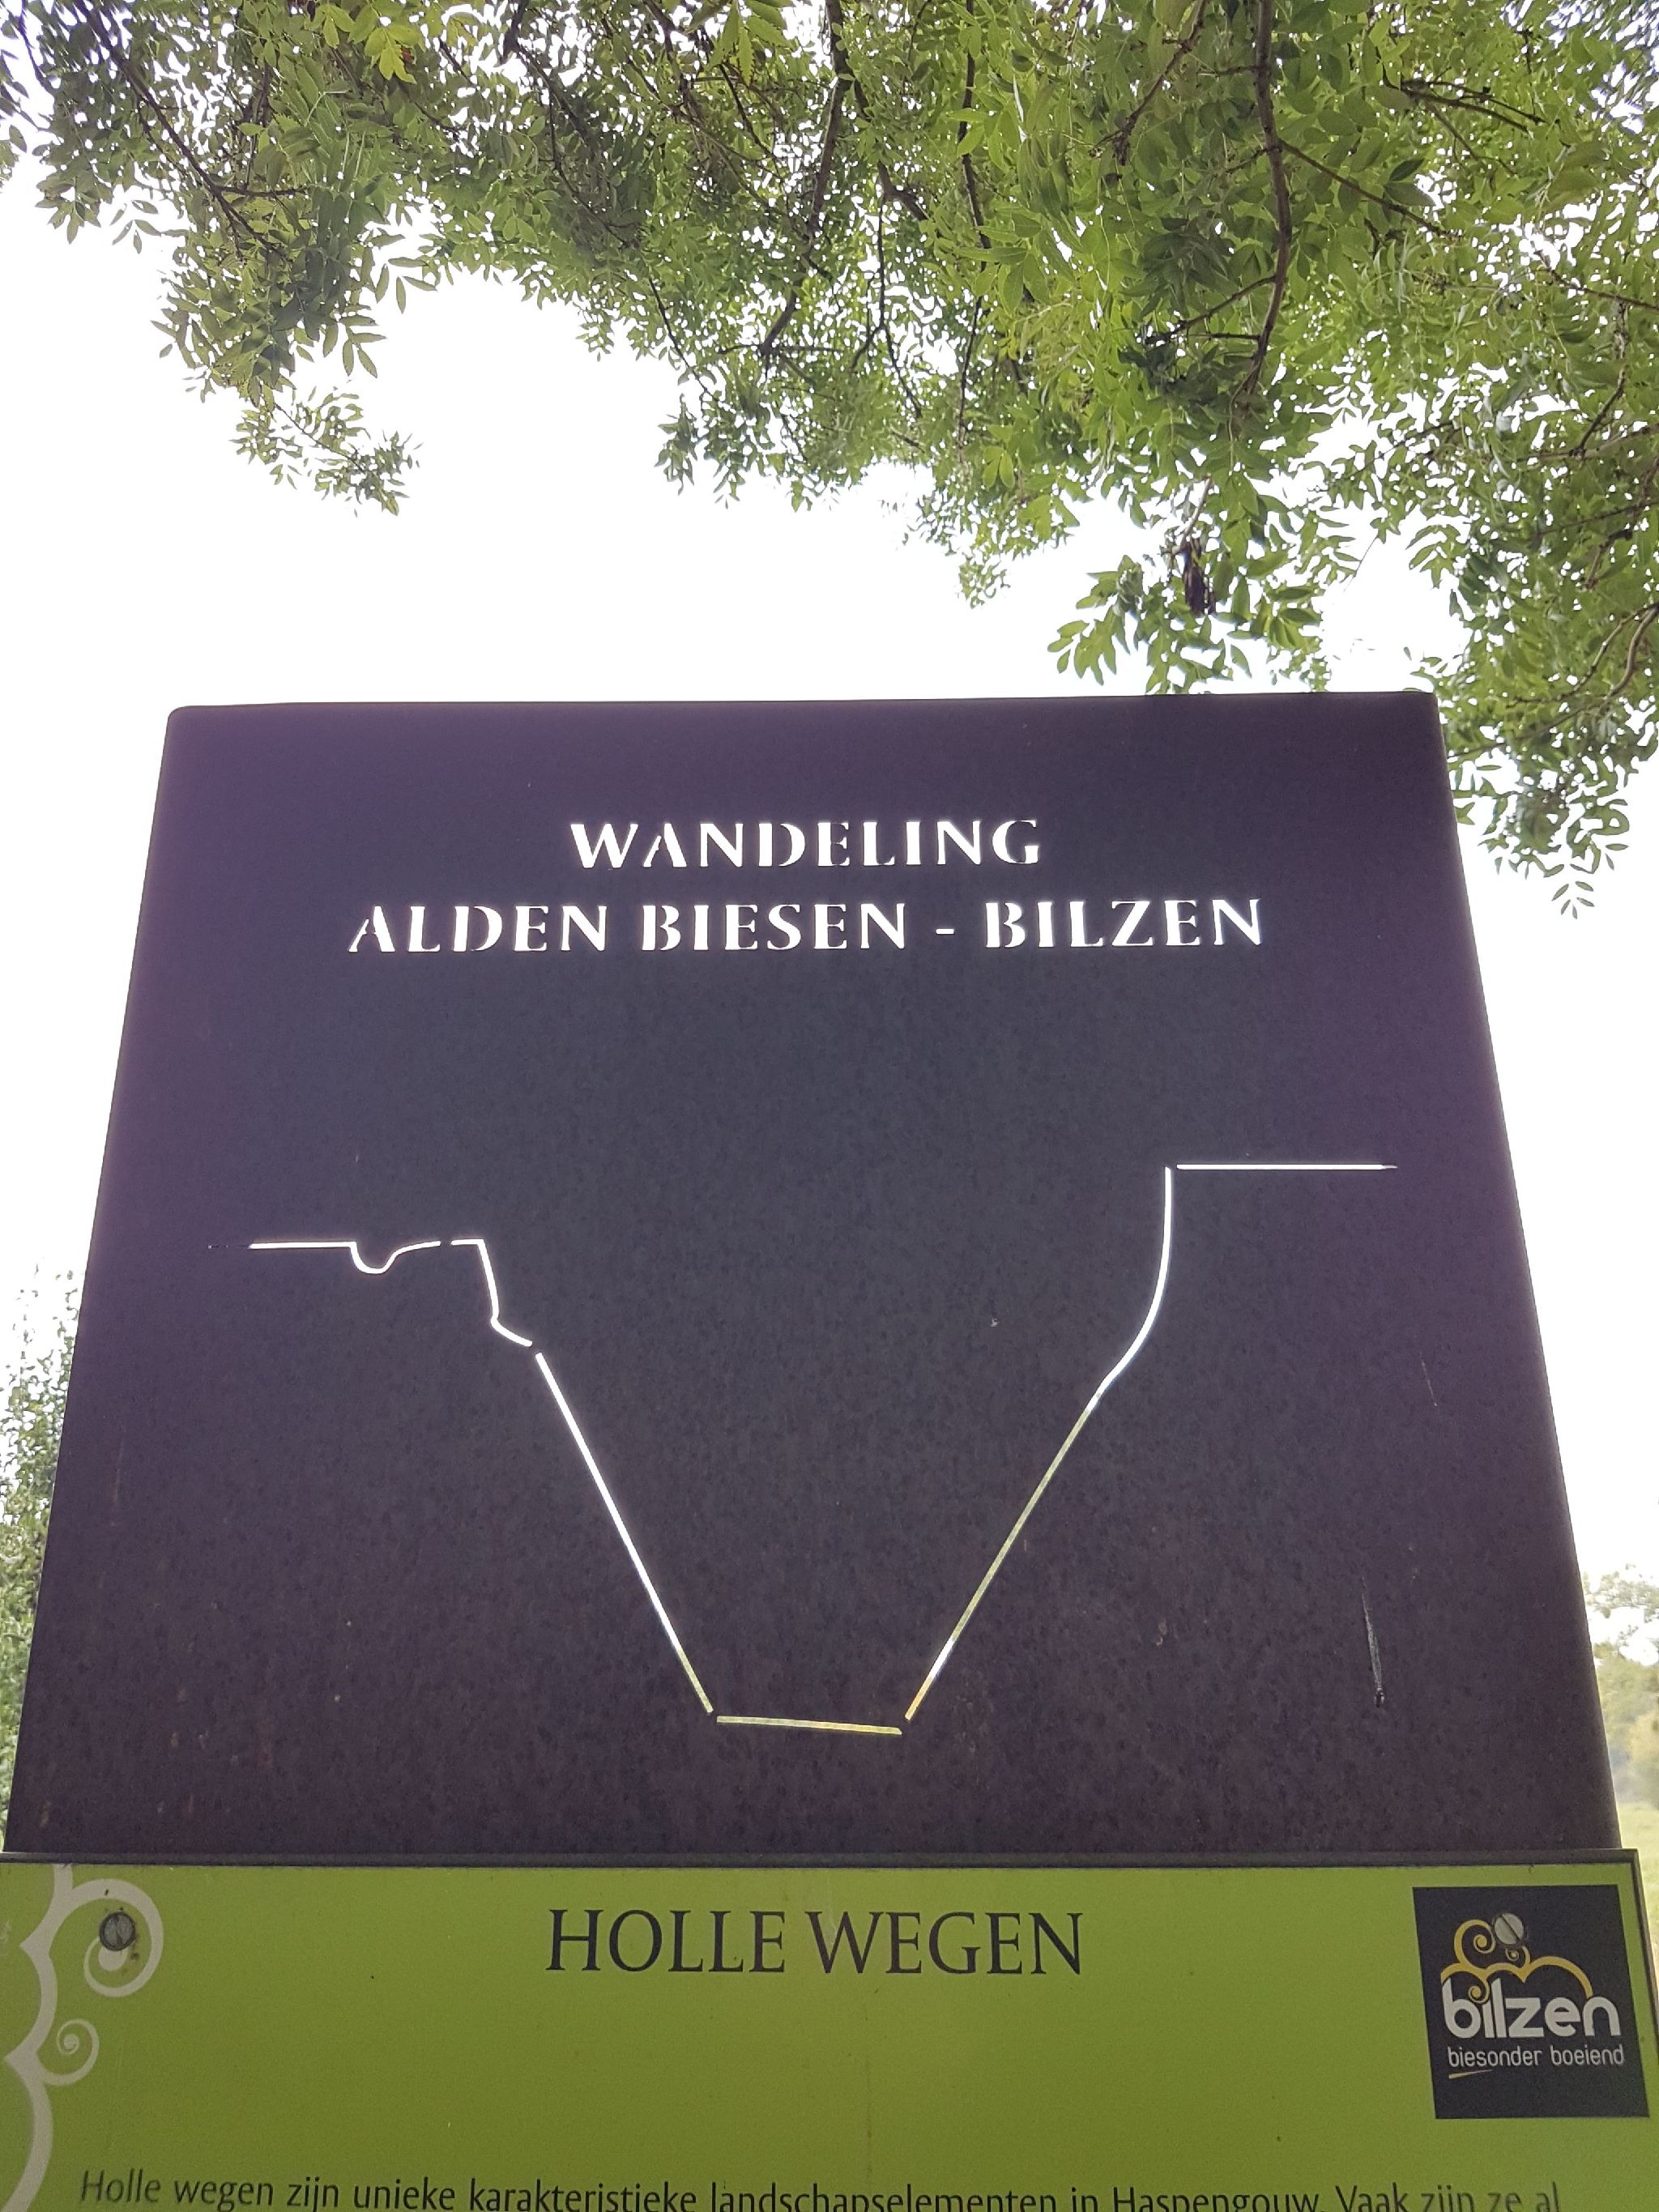 WANDELING
ALDEN BIESEN - BILZEN
HOLLE WEGEN
bilzen
biesonder boeiend
Holle wegen zijn unieke karakteristieke landschapselementen in Haspengouw. Vaak zijn ze al